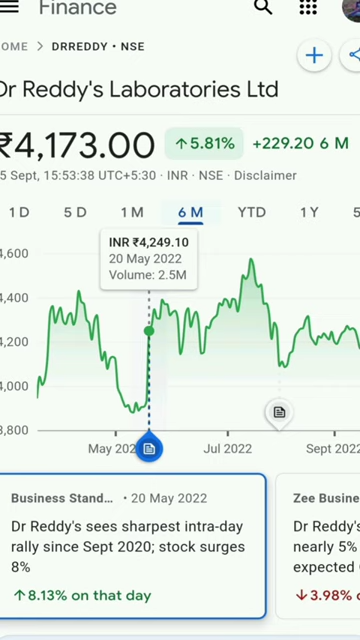 Finance
OME > DRREDDY • NSE
Dr Reddy's Laboratories Ltd
₹4,173.00 ↑5.81% +229.20 6 M
5 Sept, 15:53:38 UTC+5:30 · INR · NSE · Disclaimer
1 D 5 D 1 M 6 M YTD 1 Y 5
INR ₹4,249.10
20 May 2022
Volume: 2.5M
4,600
4,400
4,200
4,000
3,800
May 202 Jul 2022 Sept 2022
Business Stand... • 20 May 2022
Dr Reddy's sees sharpest intra-day
rally since Sept 2020; stock surges
8%
↑8.13% on that day
Zee Busine
Dr Reddy's
nearly 5%
expected
↓3.98% o